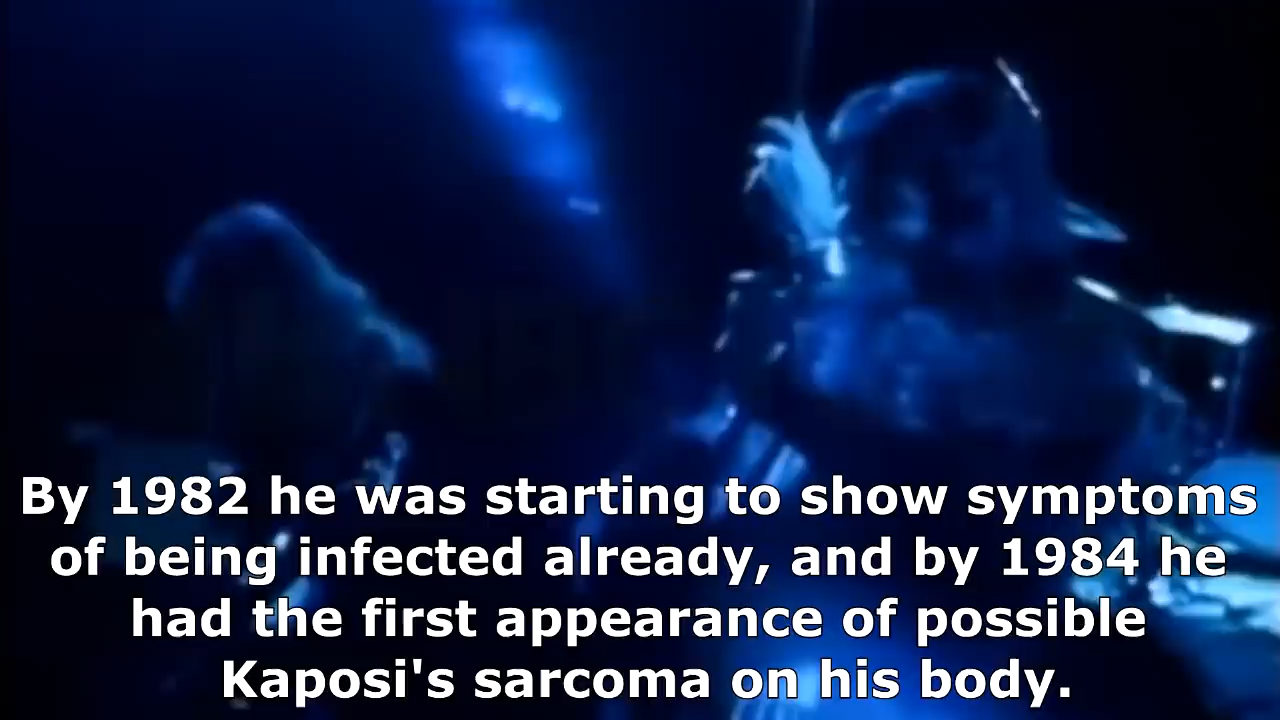 By 1982 he was starting to show symptoms
of being infected already, and by 1984 he
had the first appearance of possible
Kaposi's sarcoma on his body.